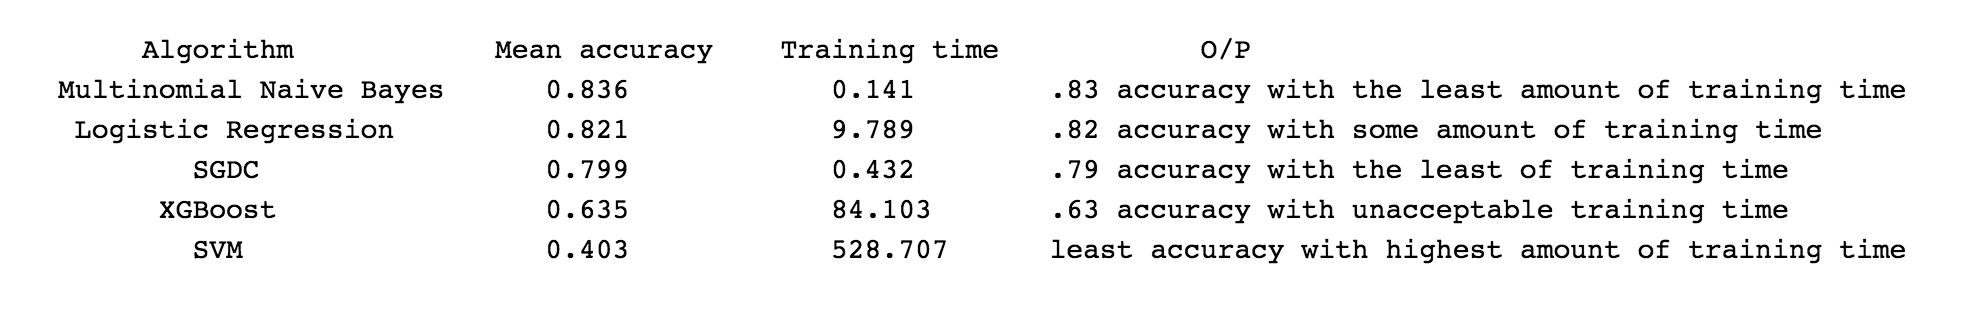 Algorithm Mean accuracy Training time O/P
Multinomial Naive Bayes 0.836 0.141 .83 accuracy with the least amount of training time
Logistic Regression 0.821 9.789 .82 accuracy with some amount of training time
SGDC 0.799 0.432 .79 accuracy with the least of training time
XGBoost 0.635 84.103 .63 accuracy with unacceptable training time
SVM 0.403 528.707 least accuracy with highest amount of training time